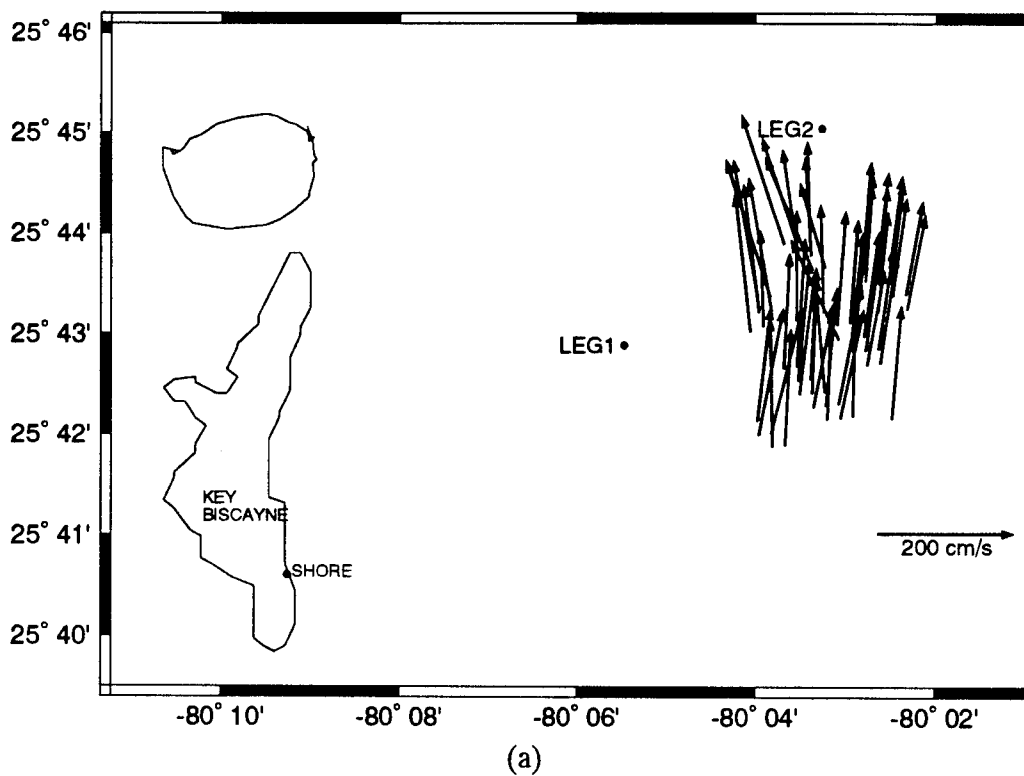 25° 46'
25° 45'
LEG2
25° 44'
25° 43'
LEG1
25° 42'
KEY
BISCAYNE
25° 41'
200 cm/s
SHORE
25° 40'
-80° 10' -80° 08' -80° 06' -80° 04' -80° 02'
(a)